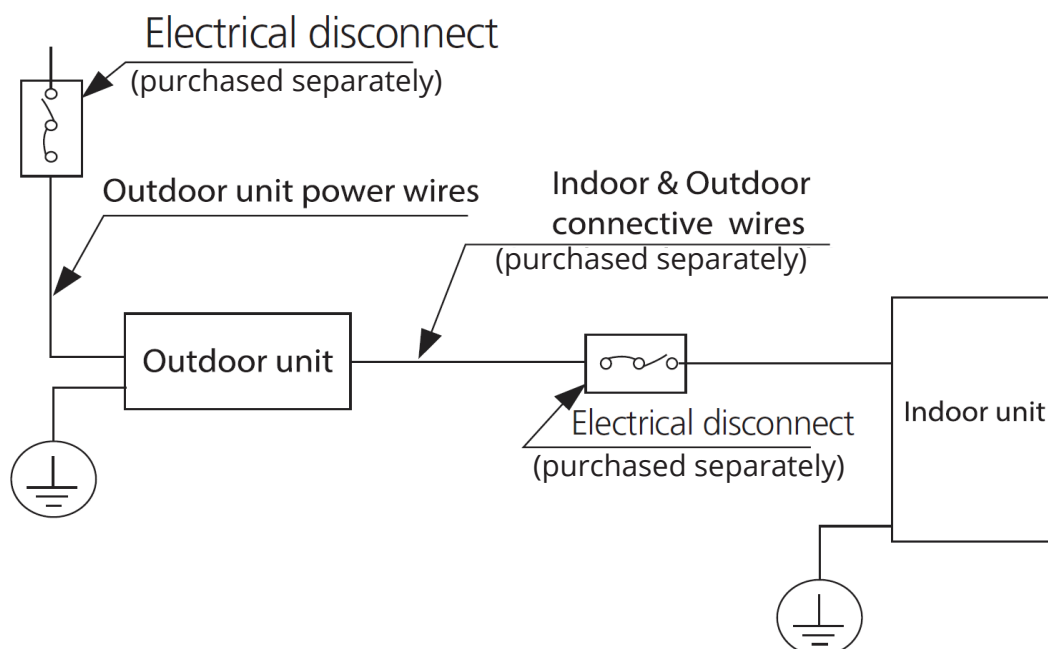 Electrical disconnect
(purchased separately)
Outdoor unit power wires
Indoor & Outdoor
connective wires
(purchased separately)
Outdoor unit
Electrical disconnect
(purchased separately)
Indoor unit